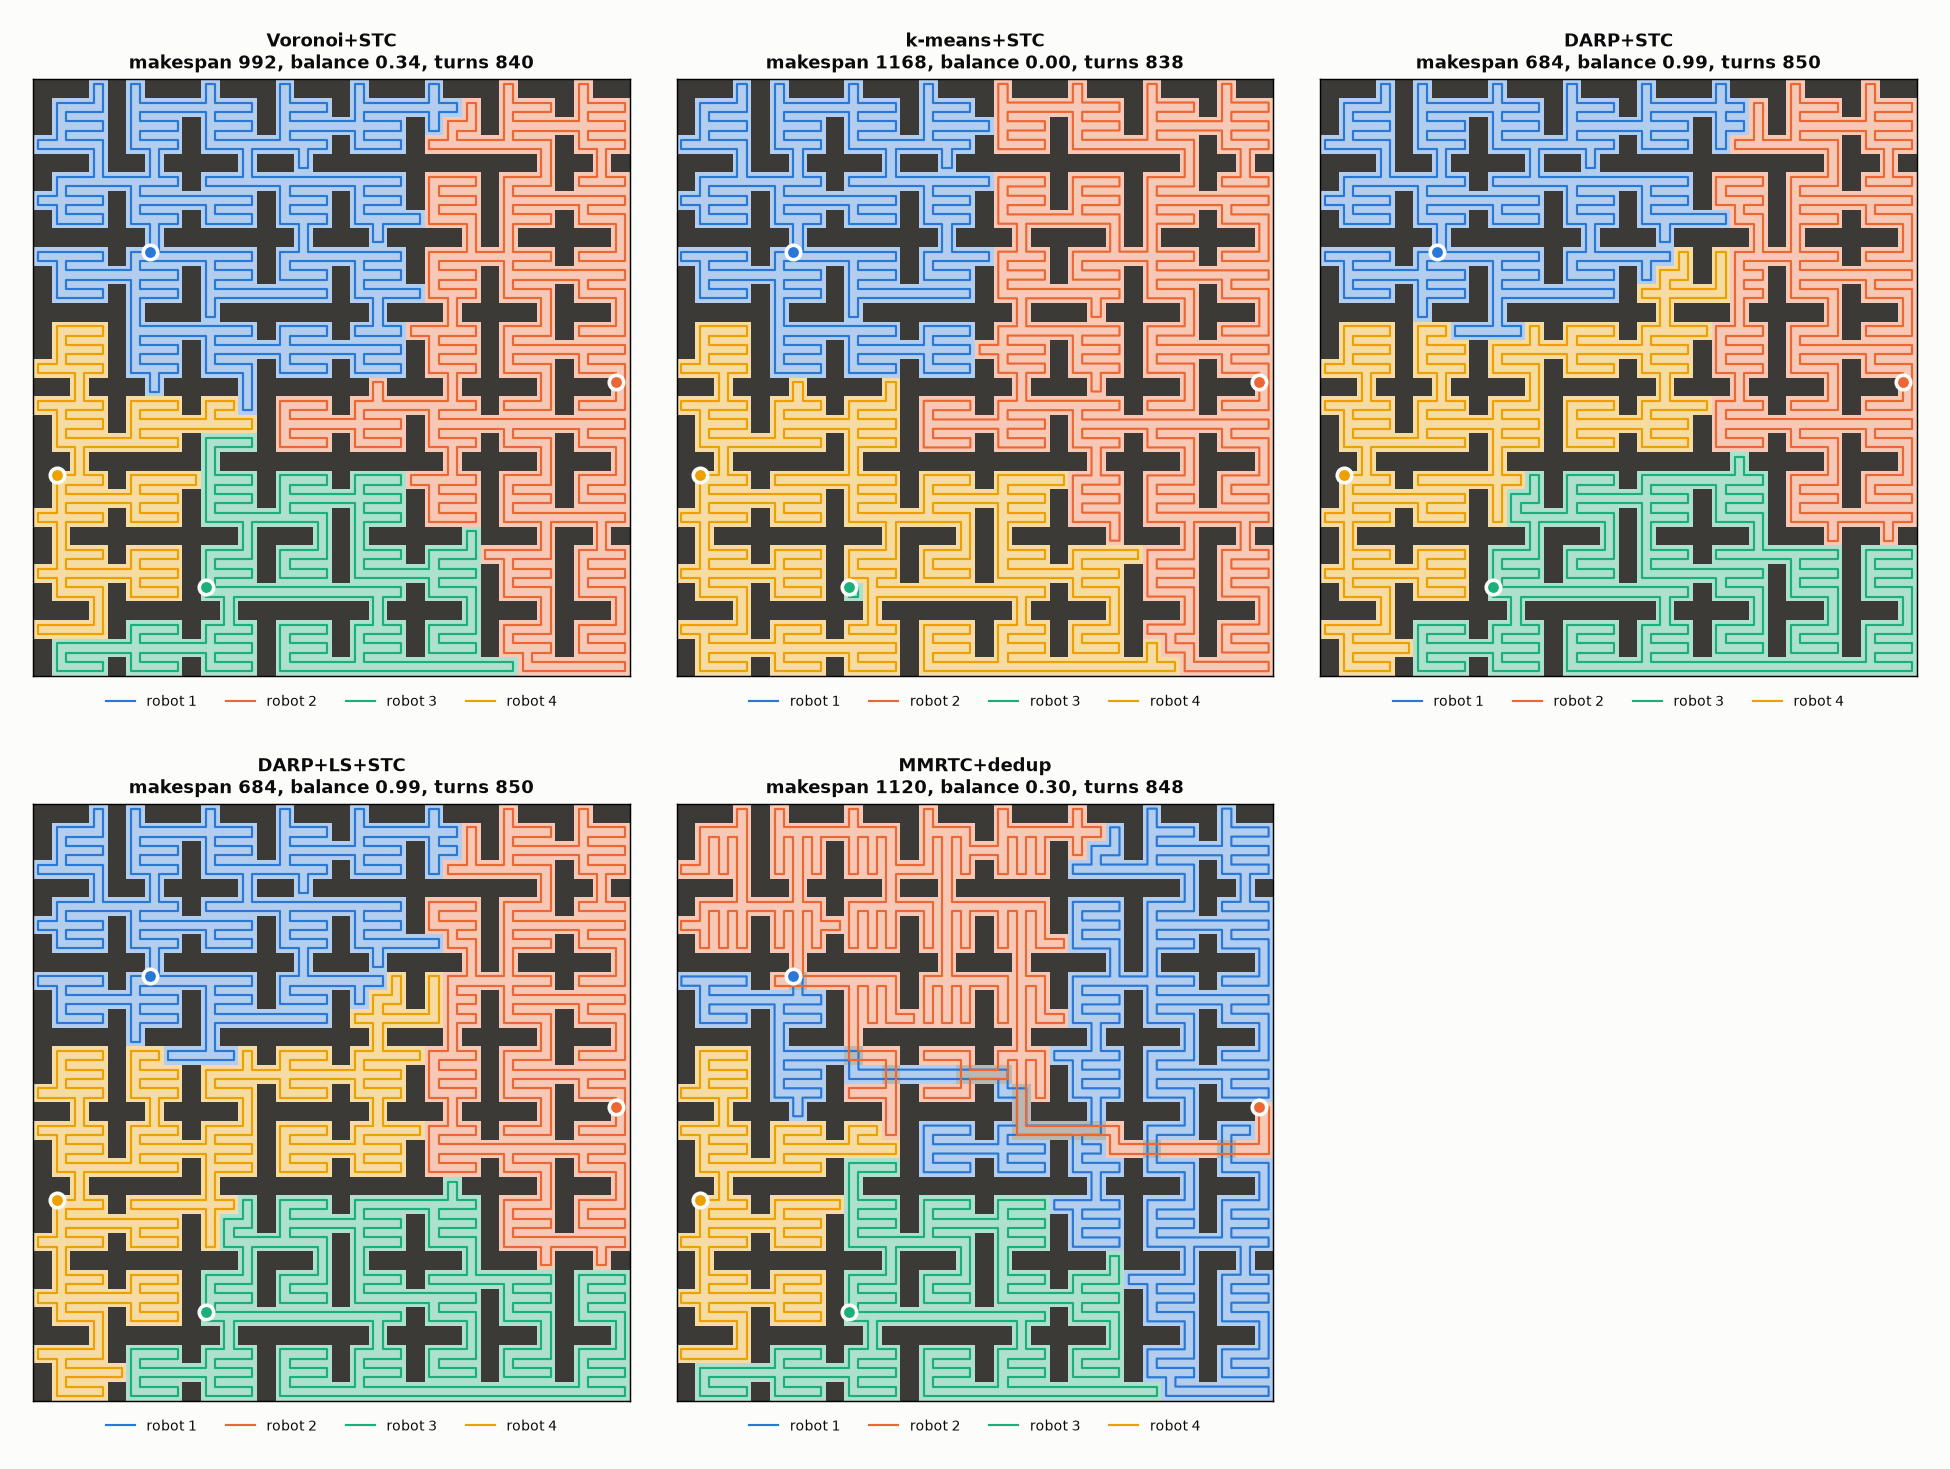 Voronoi+STC
makespan 992, balance 0.34, turns 840
k-means+STC
makespan 1168, balance 0.00, turns 838
DARP+STC
makespan 684, balance 0.99, turns 850
robot 1 robot 2 robot 3 robot 4
robot 1 robot 2 robot 3 robot 4
robot 1 robot 2 robot 3 robot 4
DARP+LS+STC
makespan 684, balance 0.99, turns 850
MMRTC+dedup
makespan 1120, balance 0.30, turns 848
robot 1 robot 2 robot 3 robot 4
robot 1 robot 2 robot 3 robot 4